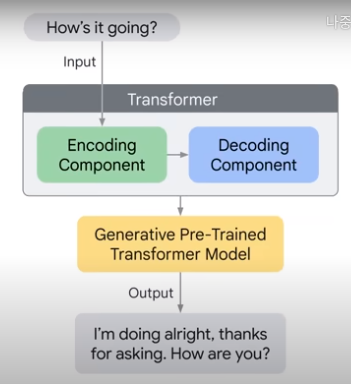 나중
How's it going?
Input
Transformer
Encoding
Component
Decoding
Component
Generative Pre-Trained
Transformer Model
Output
I'm doing alright, thanks
for asking. How are you?